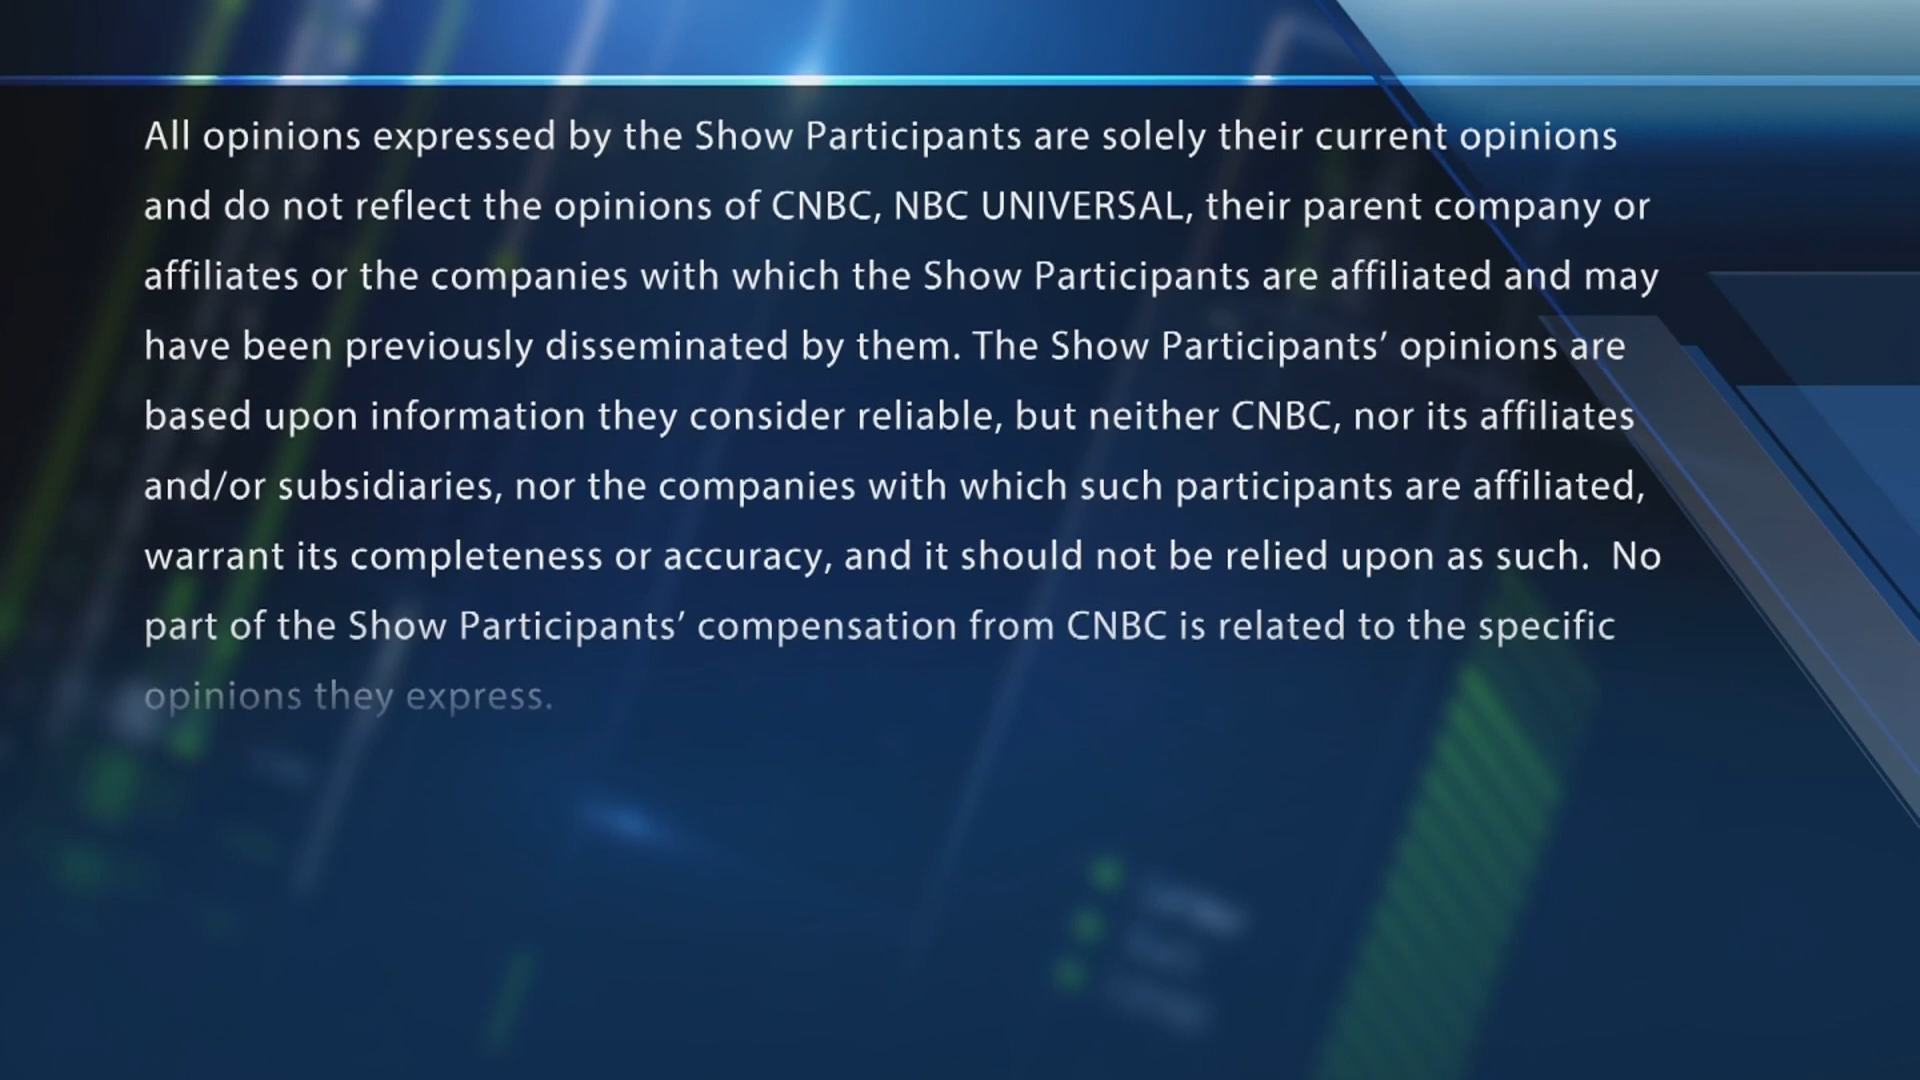 All opinions expressed by the Show Participants are solely their current opinions
and do not reflect the opinions of CNBC, NBC UNIVERSAL, their parent company or
affiliates or the companies with which the Show Participants are affiliated and may
have been previously disseminated by them. The Show Participants’ opinions are
based upon information they consider reliable, but neither CNBC, nor its affiliates
and/or subsidiaries, nor the companies with which such participants are affiliated,
warrant its completeness or accuracy, and it should not be relied upon as such.  No
part of the Show Participants’ compensation from CNBC is related to the specific
opinions they express.